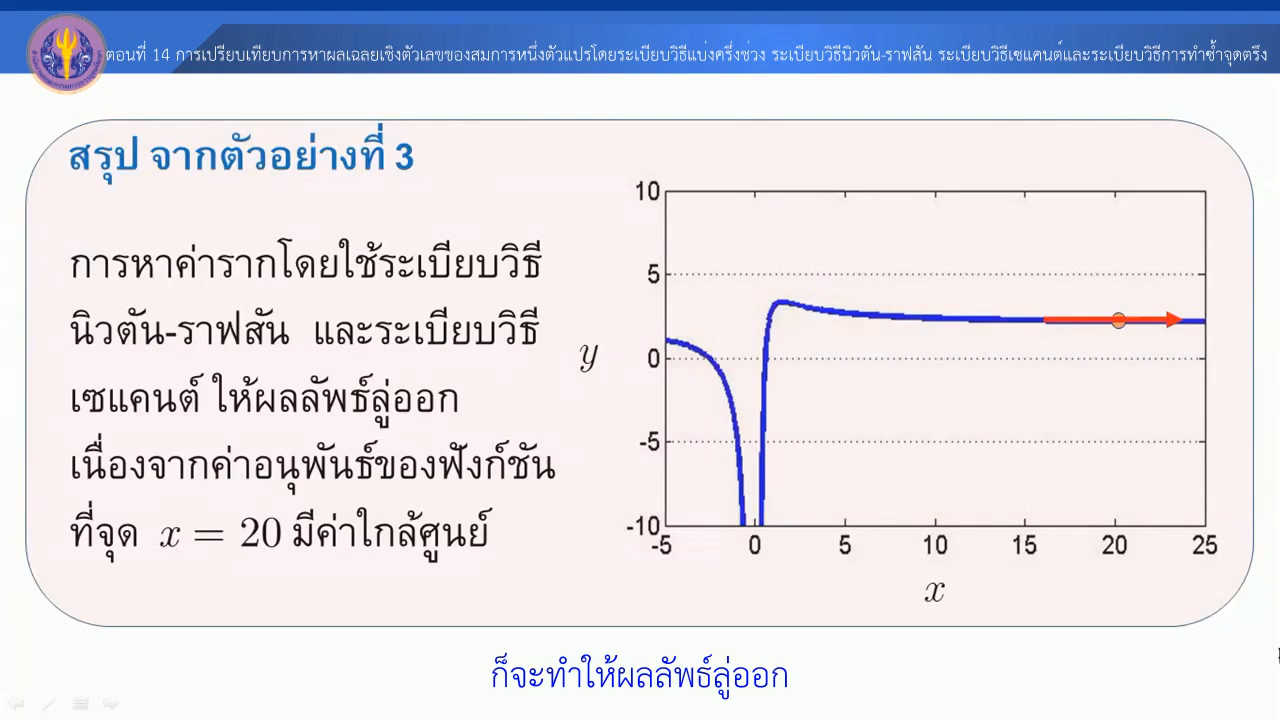 ตอนที่ 14 การเปรียบเทียบการหาผลเฉลยเชิงตัวเลขของสมการหนึ่งตัวแปรโดยระเบียบวิธีแบ่งครึ่งช่วง ระเบียบวิธีนิวตัน-ราฟสัน ระเบียบวิธีเซแคนต์และระเบียบวิธีการทำซ้ำจุดตรึง
สรุป จากตัวอย่างที่ 3
การหาค่ารากโดยใช้ระเบียบวิธี
นิวตัน-ราฟสัน และระเบียบวิธี
เซแคนต์ ให้ผลลัพธ์ลู่ออก
เนื่องจากค่าอนุพันธ์ของฟังก์ชัน
ที่จุด x = 20 มีค่าใกล้ศูนย์
10
5
0
-5
-10
y
-5 0 5 10 15 20 25
x
ก็จะทำให้ผลลัพธ์ลู่ออก